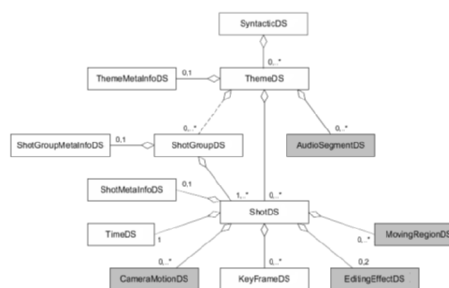 SyntacticDS
0,..*
ThemeMetaInfoDS
0,1
ThemeDS
0,..*
0,..*
ShotGroupMetaInfoDS
0,1
ShotGroupDS
AudioSegmentDS
ShotMetaInfoDS
0,1
1,..*
0,..*
ShotDS
TimeDS
1
0,..*
MovingRegionDS
0,..*
0,..*
0,2
CameraMotionDS
KeyFrameDS
EditingEffectDS